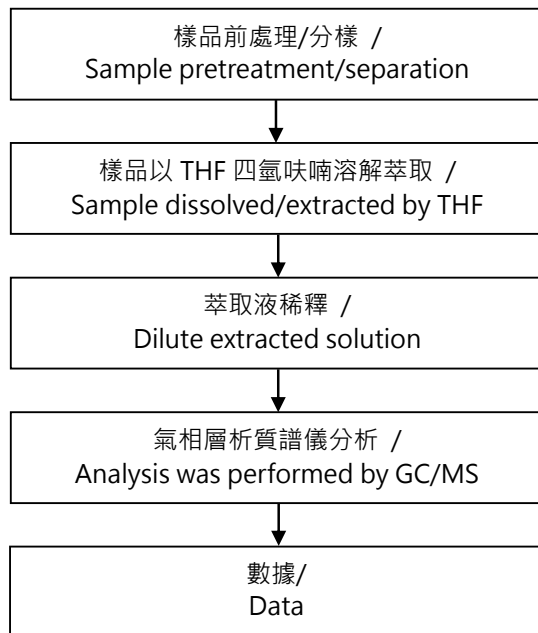 樣品前處理/分樣 /
Sample pretreatment/separation
樣品以 THF 四氫呋喃溶解萃取 /
Sample dissolved/extracted by THF
萃取液稀釋 /
Dilute extracted solution
氣相層析質譜儀分析 /
Analysis was performed by GC/MS
數據/
Data